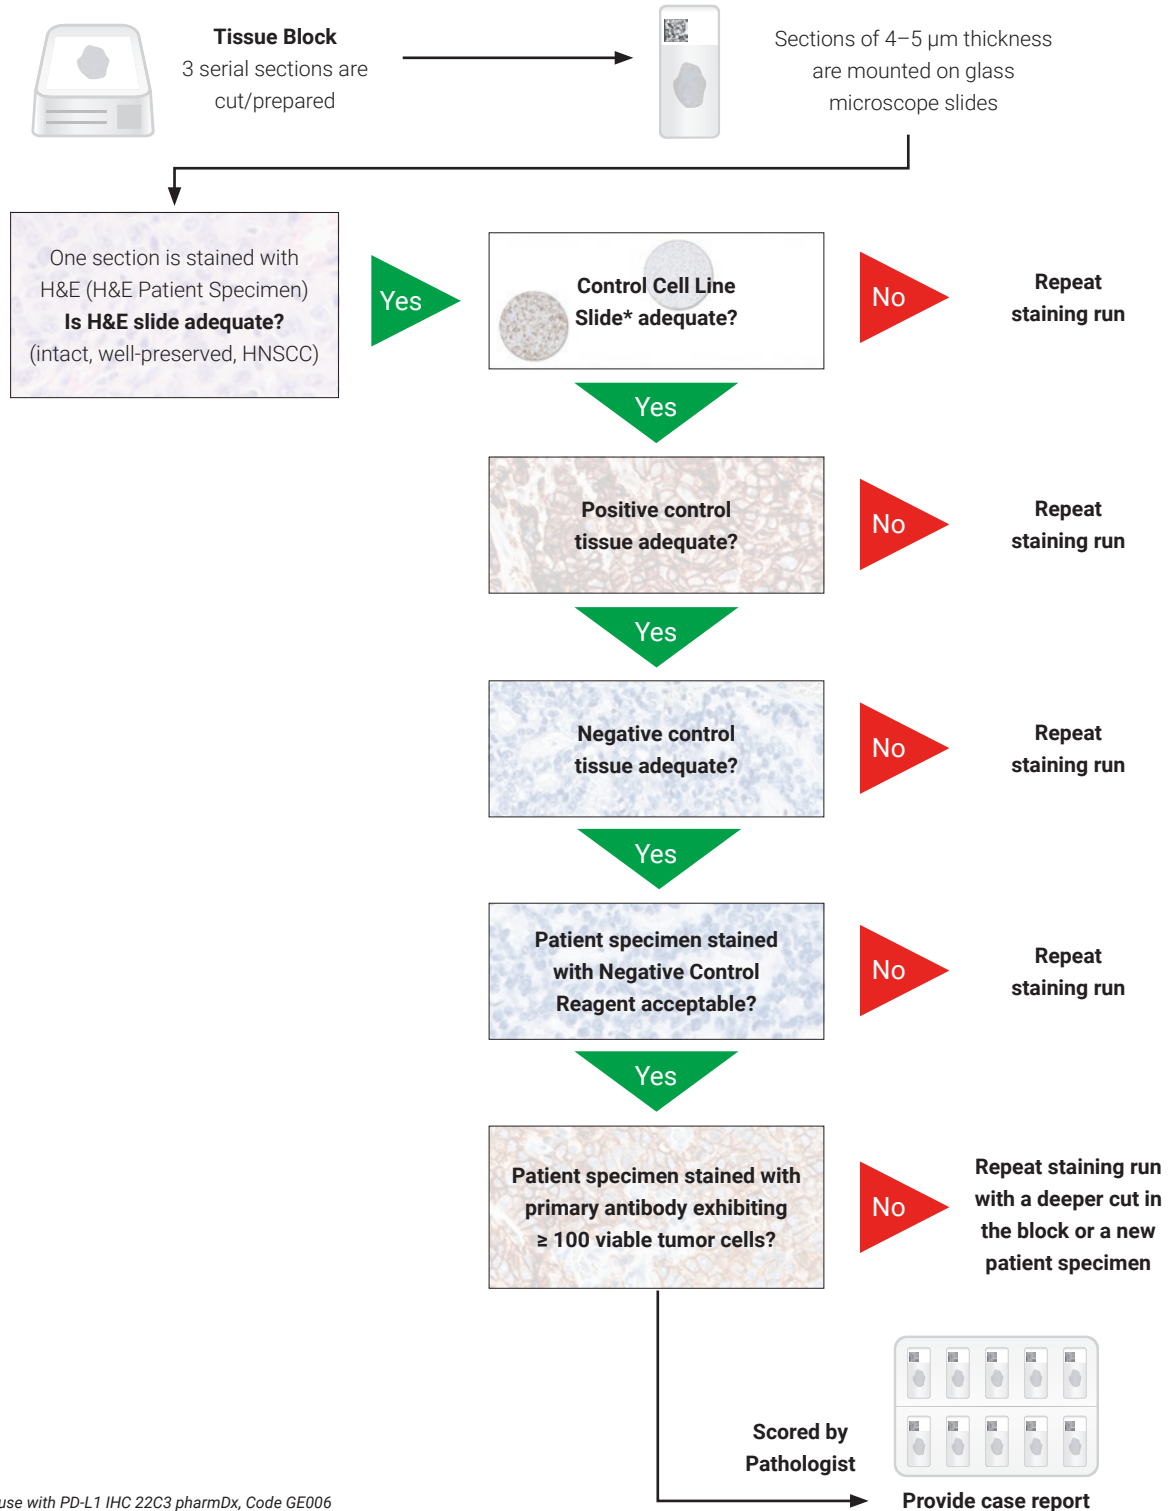 Tissue Block
3 serial sections are
cut/prepared
Sections of 4–5 µm thickness
are mounted on glass
microscope slides
One section is stained with
H&E (H&E Patient Specimen)
Is H&E slide adequate?
(intact, well-preserved, HNSCC)
Yes
Control Cell Line
Slide* adequate?
No
Repeat
staining run
Yes
Positive control
tissue adequate?
No
Repeat
staining run
Yes
Negative control
tissue adequate?
No
Repeat
staining run
Yes
Patient specimen stained
with Negative Control
Reagent acceptable?
No
Repeat
staining run
Yes
Patient specimen stained with
primary antibody exhibiting
≥ 100 viable tumor cells?
No
Repeat staining run
with a deeper cut in
the block or a new
patient specimen
Scored by
Pathologist
Provide case report
use with PD-L1 IHC 22C3 pharmDx, Code GE006